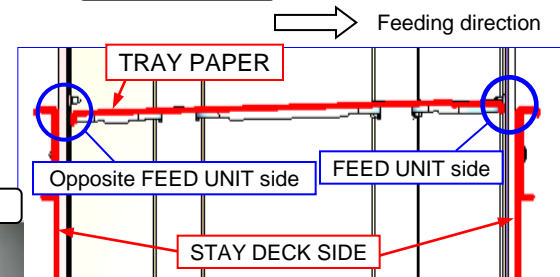 Feeding direction
TRAY PAPER
Opposite FEED UNIT side
FEED UNIT side
STAY DECK SIDE